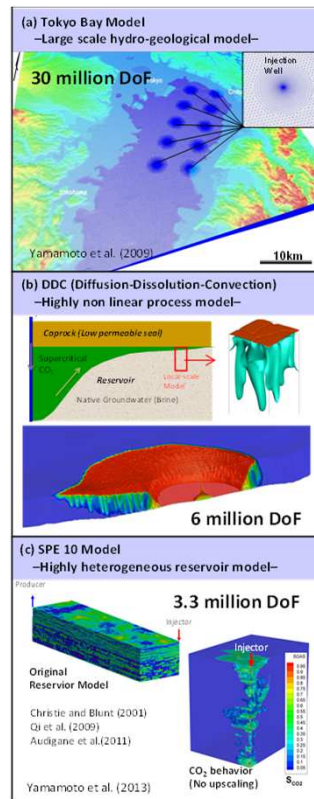 (a) Tokyo Bay Model
–Large scale hydro-geological model–
30 million DoF
Injection
Well
Tokyo
Yamamoto et al. (2009)
10km
(b) DDC (Diffusion-Dissolution-Convection)
–Highly non linear process model–
Caprock (Low permeable seal)
Supercritical
CO₂
Reservoir
Local-scale
Model
Native Groundwater (Brine)
6 million DoF
(c) SPE 10 Model
–Highly heterogeneous reservoir model–
Producer
3.3 million DoF
Injector
Injector
Original
Reservior Model
Christie and Blunt (2001)
Qi et al. (2009)
Audigane et al.(2011)
CO₂ behavior
(No upscaling)
SCO2
Yamamoto et al. (2013)